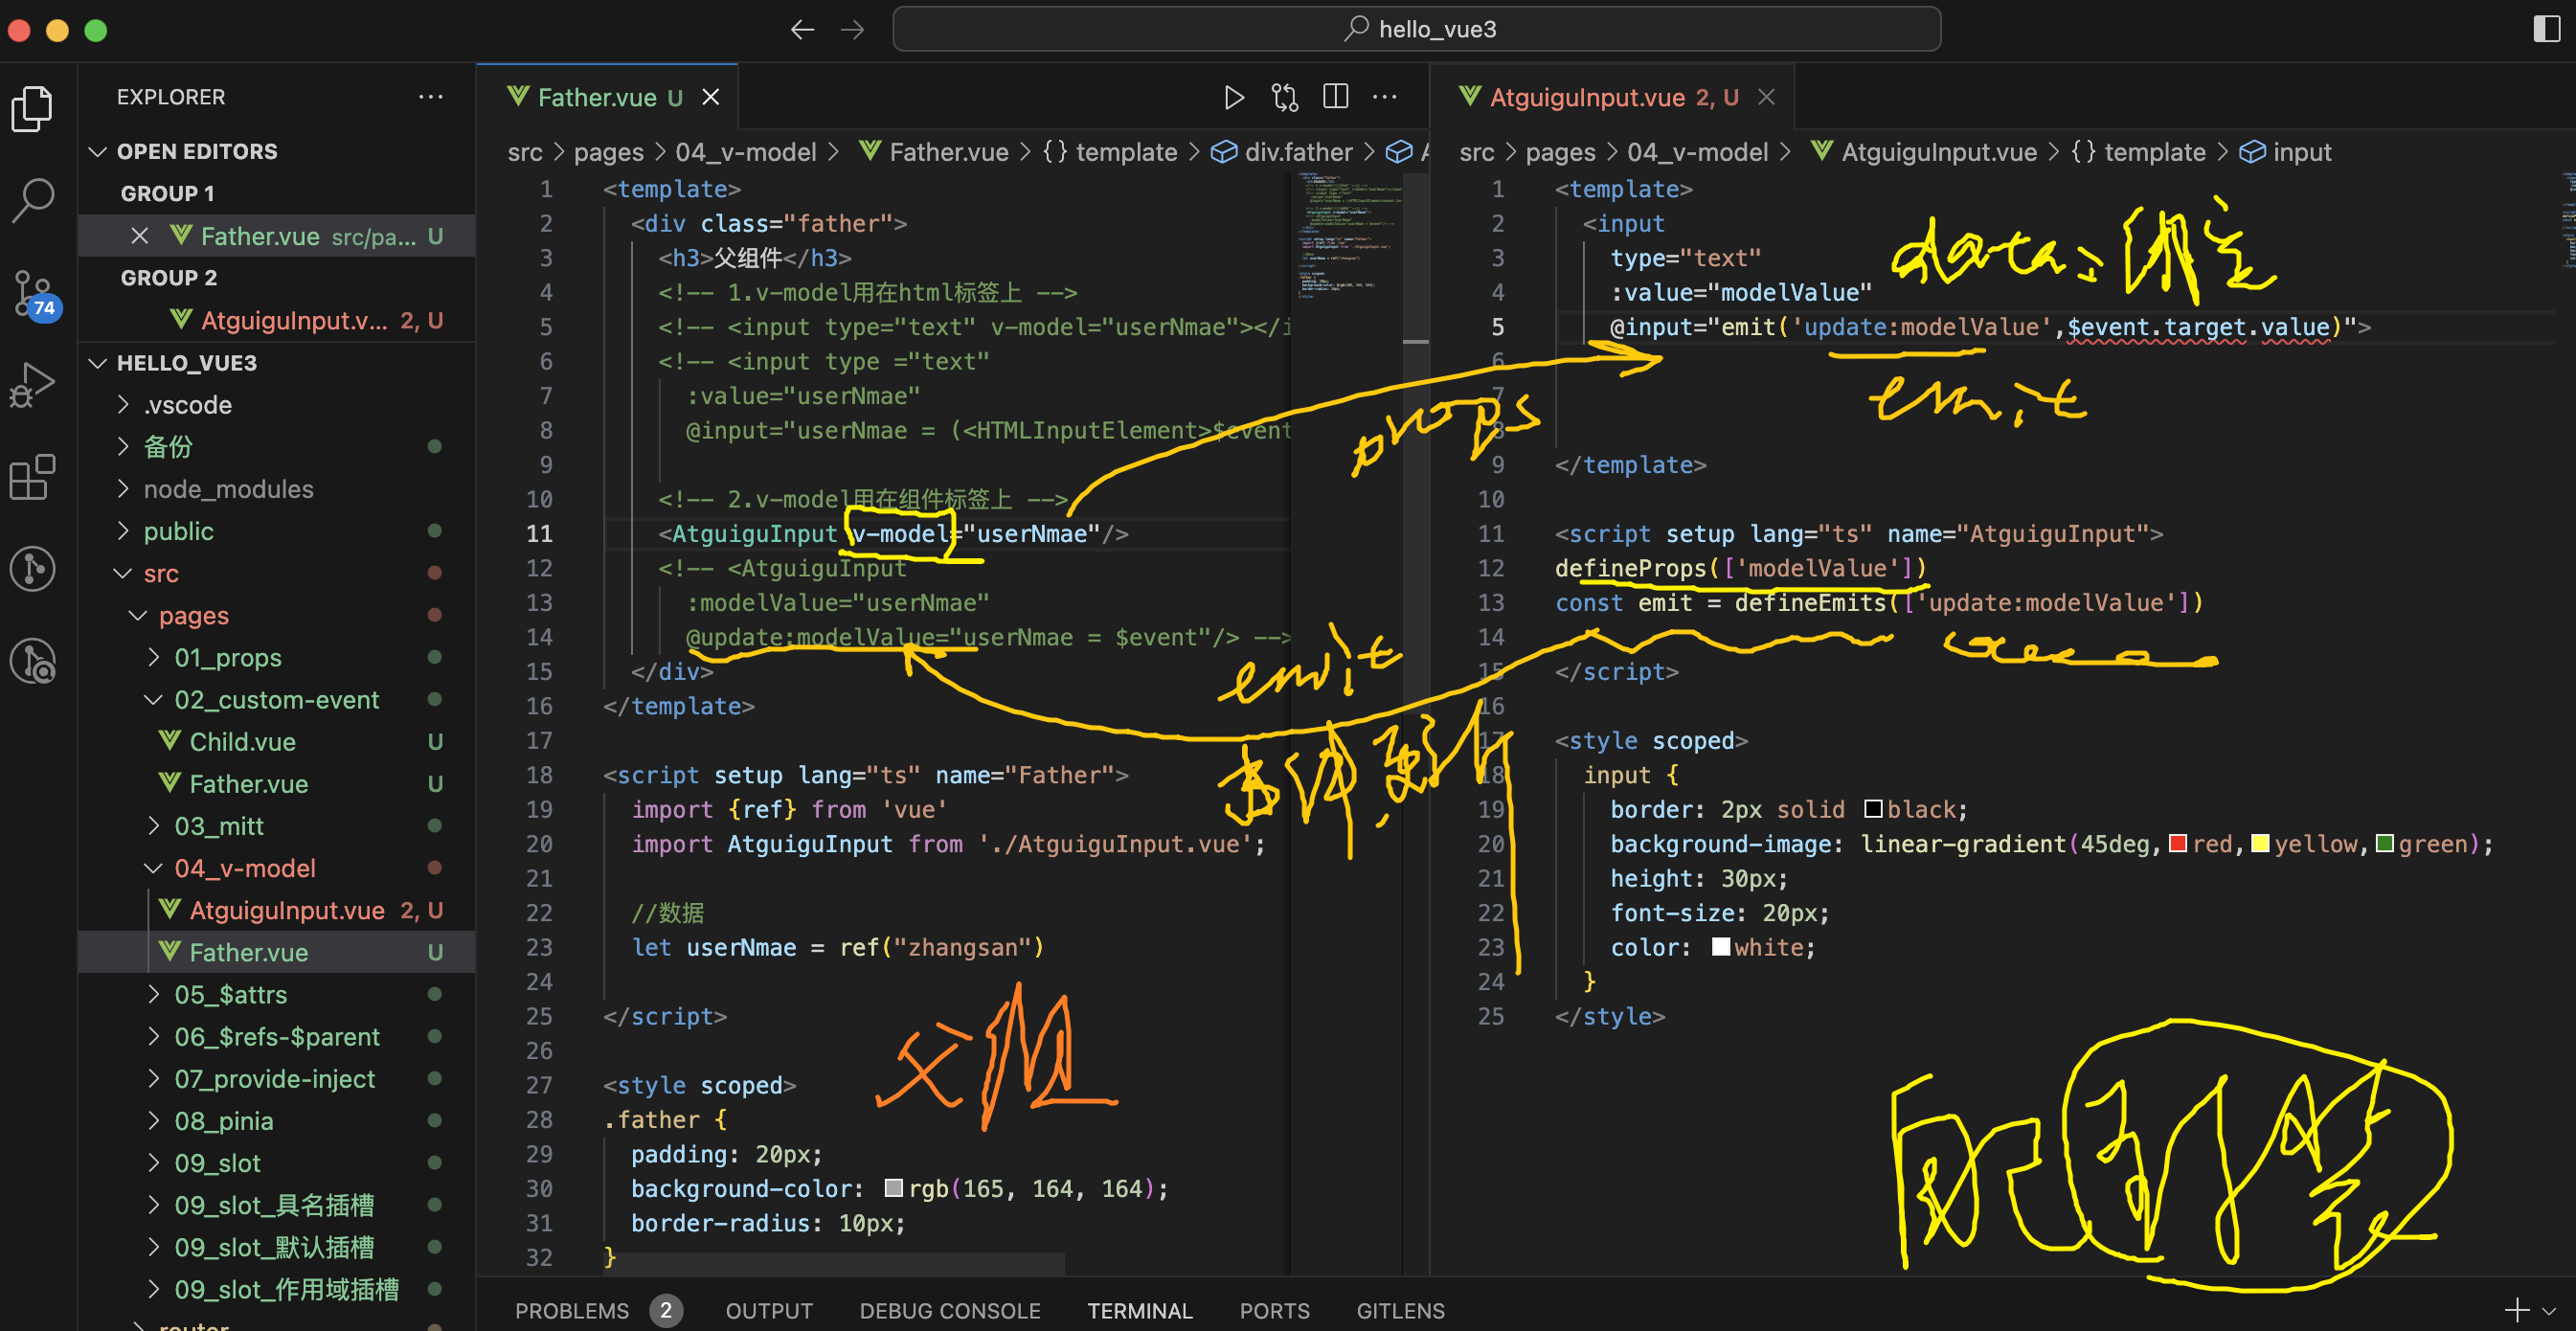 hello_vue3
EXPLORER
OPEN EDITORS
GROUP 1
Father.vue src/pa... U
GROUP 2
AtguiguInput.v... 2, U
74
HELLO_VUE3
.vscode
备份
node_modules
public
src
pages
01_props
02_custom-event
Child.vue U
Father.vue U
03_mitt
04_v-model
AtguiguInput.vue 2, U
Father.vue U
05_$attrs
06_$refs-$parent
07_provide-inject
08_pinia
09_slot
09_slot_具名插槽
09_slot_默认插槽
09_slot_作用域插槽
router
Father.vue U
src > pages > 04_v-model > Father.vue > {} template > div.father >
1 <template>
2 <div class="father">
3 <h3>父组件</h3>
4 <!-- 1.v-model用在html标签上 -->
5 <!-- <input type="text" v-model="userNmae"></i
6 <!-- <input type ="text"
7 :value="userNmae"
8 @input="userNmae = (<HTMLInputElement>$event
9
10 <!-- 2.v-model用在组件标签上 -->
11 <AtguiguInput v-model="userNmae"/>
12 <!-- <AtguiguInput
13 :modelValue="userNmae"
14 @update:modelValue="userNmae = $event"/> -->
15 </div>
16 </template>
17
18 <script setup lang="ts" name="Father">
19 import {ref} from 'vue'
20 import AtguiguInput from './AtguiguInput.vue';
21
22 //数据
23 let userNmae = ref("zhangsan")
24
25 </script>
26
27 <style scoped>
28 .father {
29 padding: 20px;
30 background-color: rgb(165, 164, 164);
31 border-radius: 10px;
32 }
props
emit
AtguiguInput.vue 2, U
src > pages > 04_v-model > AtguiguInput.vue > {} template > input
1 <template>
2 <input
3 type="text"
4 :value="modelValue"
5 @input="emit('update:modelValue',$event.target.value)">
6
7
8
9 </template>
10
11 <script setup lang="ts" name="AtguiguInput">
12 defineProps(['modelValue'])
13 const emit = defineEmits(['update:modelValue'])
14
15 </script>
16
17 <style scoped>
18 input {
19 border: 2px solid black;
20 background-image: linear-gradient(45deg,red,yellow,green);
21 height: 30px;
22 font-size: 20px;
23 color: white;
24 }
25 </style>
data:
emit
PROBLEMS 2 OUTPUT DEBUG CONSOLE TERMINAL PORTS GITLENS